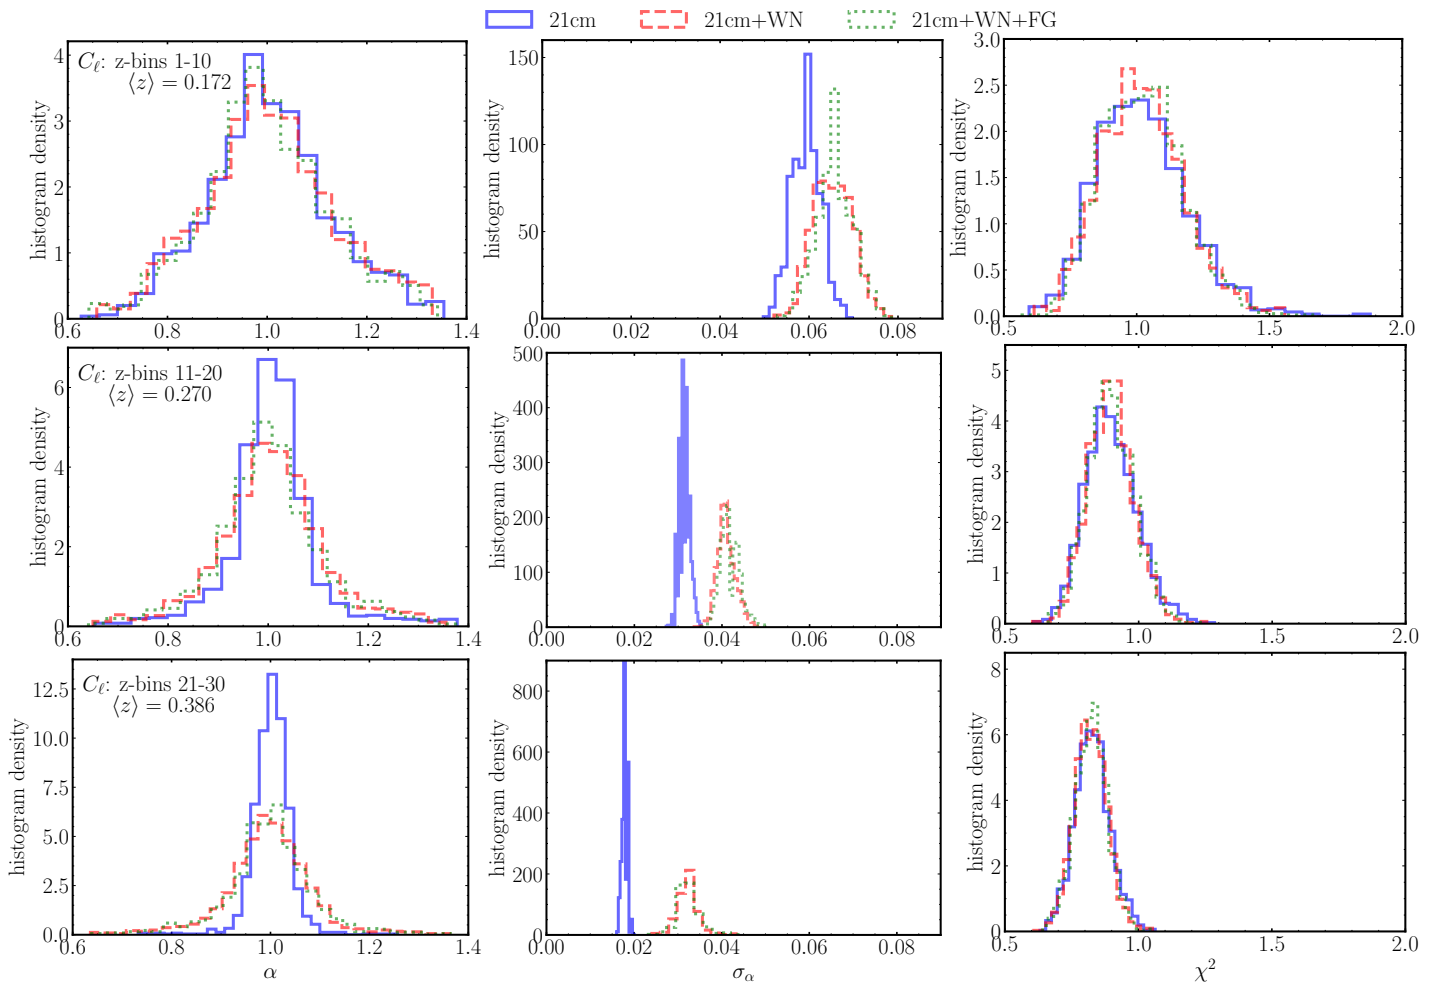 21cm 21cm+WN 21cm+WN+FG
C_ℓ: z-bins 1-10
⟨z⟩ = 0.172
histogram density
0 1 2 3 4
0.6 0.8 1.0 1.2 1.4
histogram density
0 50 100 150
0.00 0.02 0.04 0.06 0.08
histogram density
0.0 0.5 1.0 1.5 2.0 2.5 3.0
0.5 1.0 1.5 2.0
C_ℓ: z-bins 11-20
⟨z⟩ = 0.270
histogram density
0 2 4 6
0.6 0.8 1.0 1.2 1.4
histogram density
0 100 200 300 400 500
0.00 0.02 0.04 0.06 0.08
histogram density
0 1 2 3 4 5
0.5 1.0 1.5 2.0
C_ℓ: z-bins 21-30
⟨z⟩ = 0.386
histogram density
0.0 2.5 5.0 7.5 10.0 12.5
0.6 0.8 1.0 1.2 1.4
α
histogram density
0 200 400 600 800
0.00 0.02 0.04 0.06 0.08
σ_α
histogram density
0 2 4 6 8
0.5 1.0 1.5 2.0
χ²